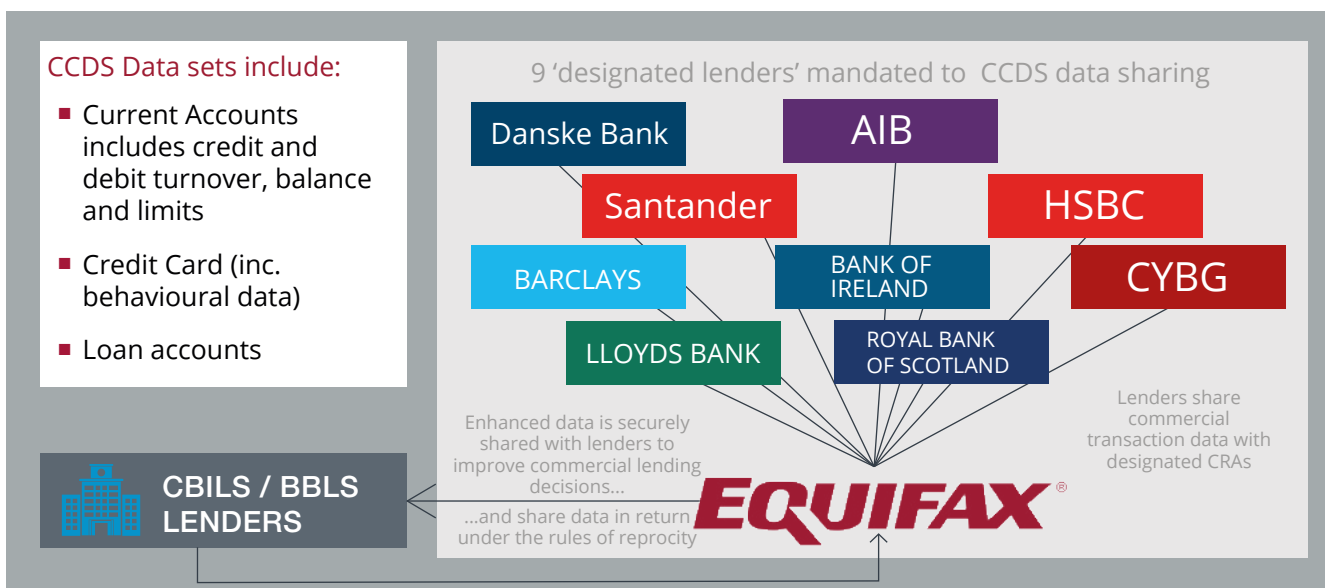 CCDS Data sets include:
Current Accounts
includes credit and
debit turnover, balance
and limits
Credit Card (inc.
behavioural data)
Loan accounts
9 ‘designated lenders’ mandated to CCDS data sharing
Danske Bank
AIB
Santander
HSBC
BARCLAYS
BANK OF
IRELAND
CYBG
LLOYDS BANK
ROYAL BANK
OF SCOTLAND
Enhanced data is securely
shared with lenders to
improve commercial lending
decisions...
...and share data in return
under the rules of reprocity
Lenders share
commercial
transaction data with
designated CRAs
CBILS / BBLS
LENDERS
EQUIFAX®